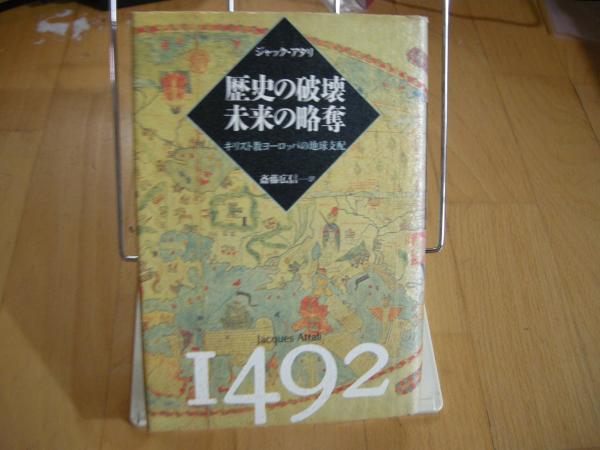 ジャック・アタリ
歴史の破壊
未来の略奪
キリスト教ヨーロッパの地球支配
斎藤広信—訳
Jacques Attali
1492